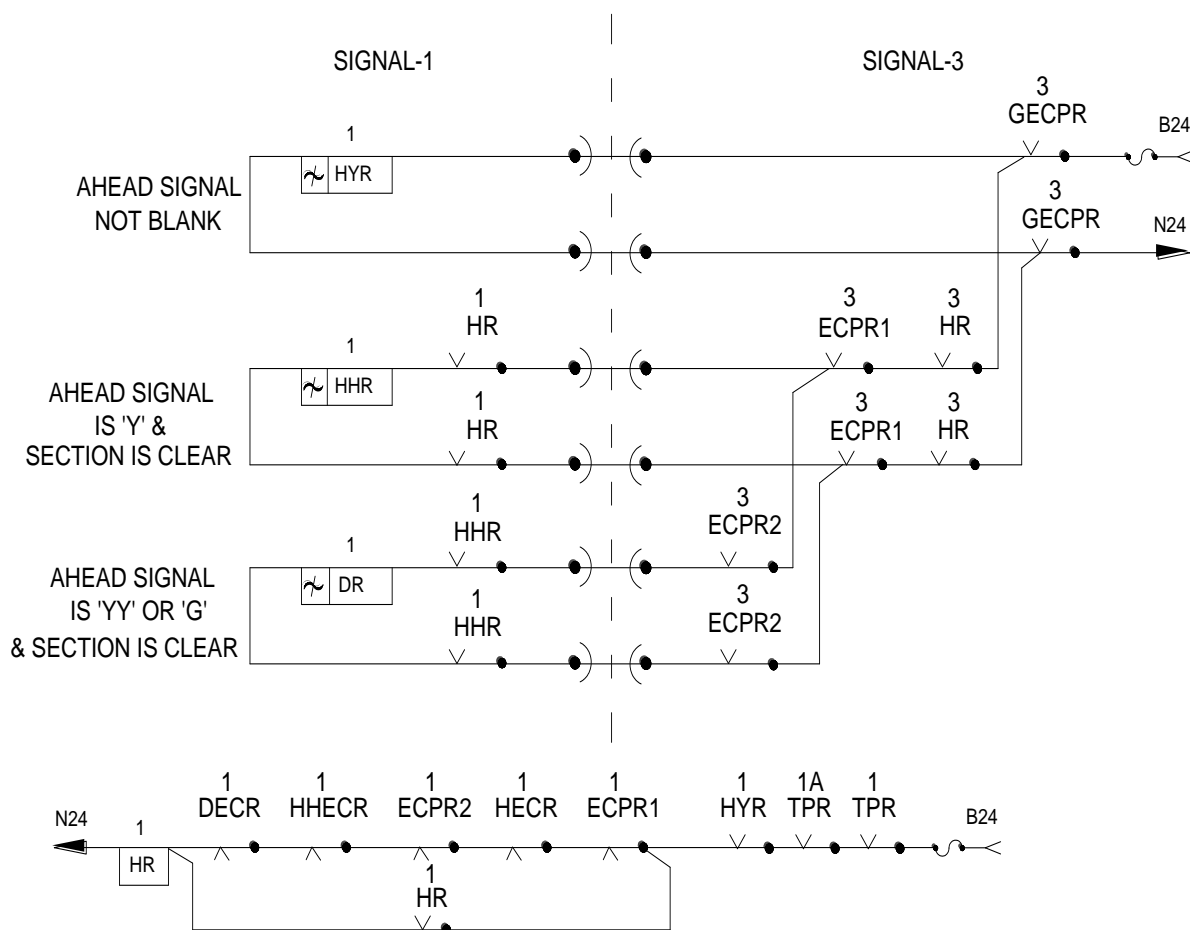 SIGNAL-1
SIGNAL-3
3
GECPR
B24
1
HYR
AHEAD SIGNAL
NOT BLANK
3
GECPR
N24
1
HR
3
ECPR1
3
HR
1
HHR
AHEAD SIGNAL
IS 'Y' &
SECTION IS CLEAR
1
HR
3
ECPR1
3
HR
1
HHR
3
ECPR2
1
DR
AHEAD SIGNAL
IS 'YY' OR 'G'
& SECTION IS CLEAR
1
HHR
3
ECPR2
N24
1
HR
1
DECR
1
HHECR
1
ECPR2
1
HECR
1
ECPR1
1
HYR
1A
TPR
1
TPR
B24
1
HR